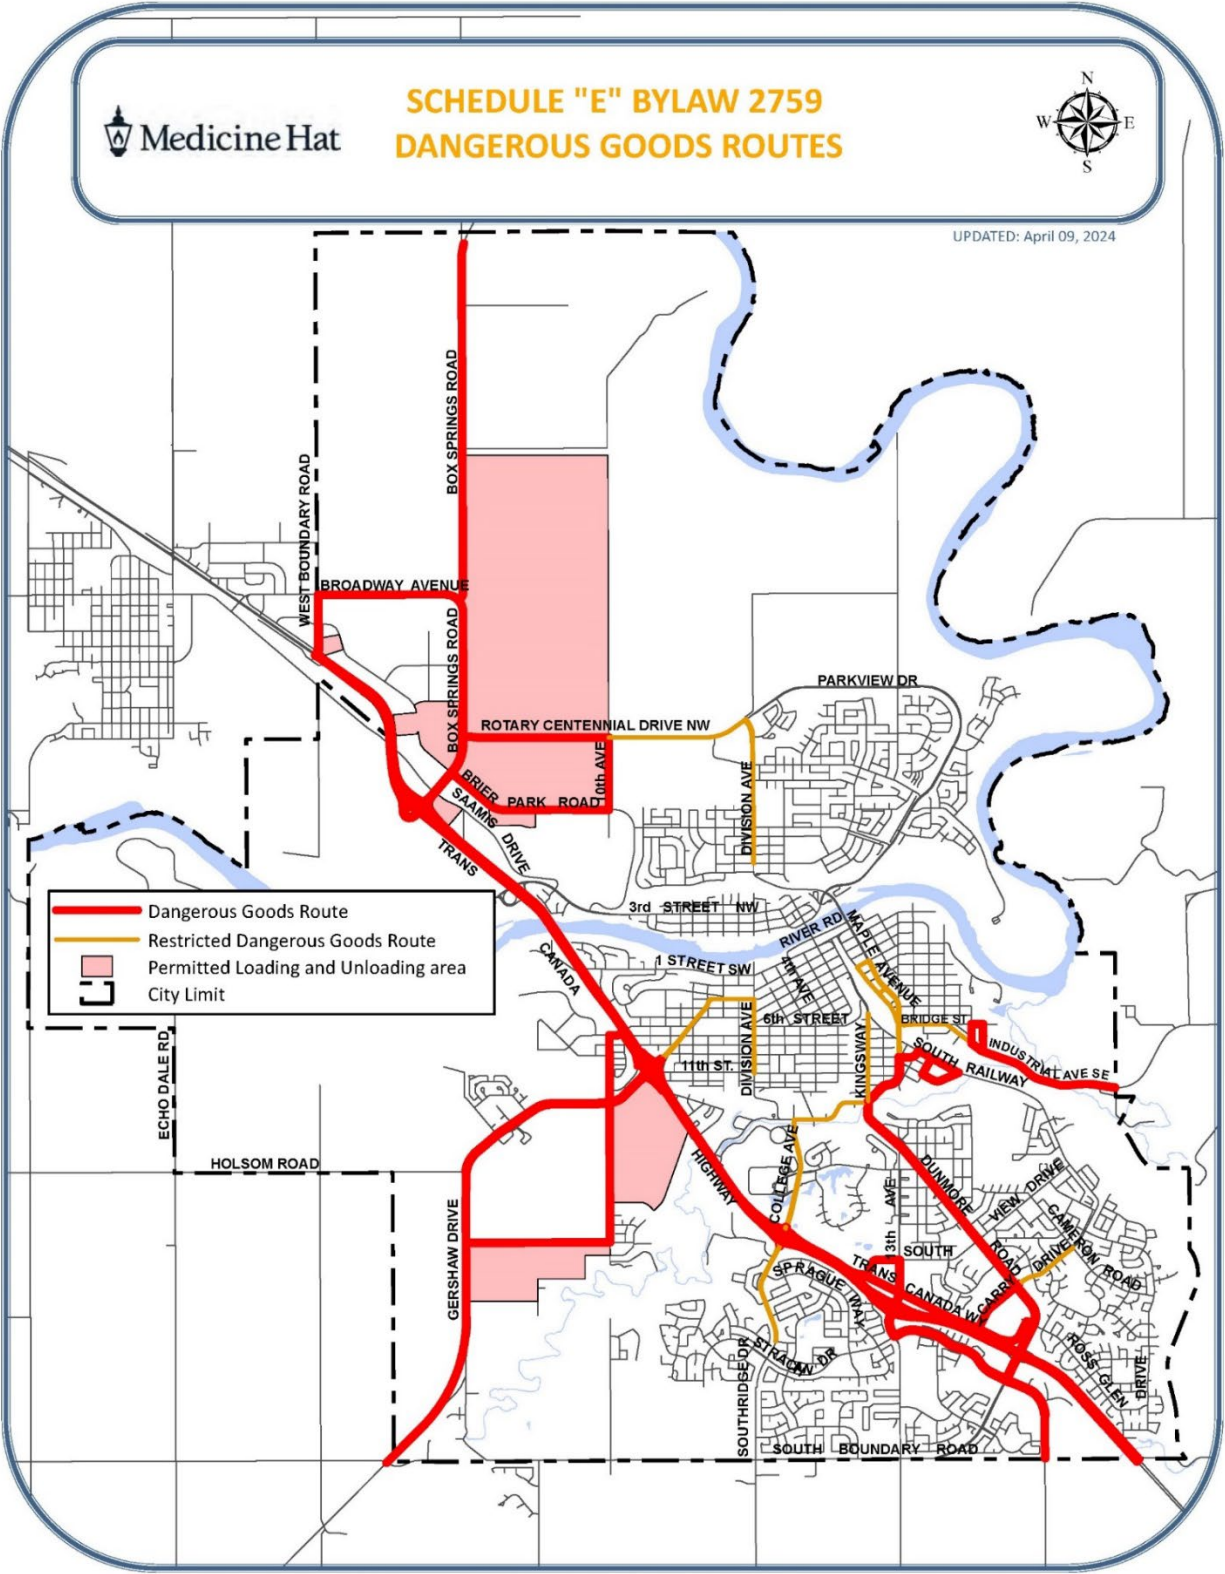 SCHEDULE "E" BYLAW 2759
DANGEROUS GOODS ROUTES
Medicine Hat
N
W E
S
UPDATED: April 09, 2024
BOX SPRINGS ROAD
WEST BOUNDARY ROAD
BROADWAY AVENUE
BOX SPRINGS ROAD
PARKVIEW DR
ROTARY CENTENNIAL DRIVE NW
10th AVE
BRIER PARK ROAD
SAAMIS DRIVE
DIVISION AVE
TRANS
CANADA
HIGHWAY
Dangerous Goods Route
Restricted Dangerous Goods Route
Permitted Loading and Unloading area
City Limit
3rd STREET NW
RIVER RD
MAPLE AVENUE
1 STREET SW
4th AVE
6th STREET
BRIDGE ST
DIVISION AVE
11th ST.
KINGSWAY
SOUTH RAILWAY
INDUSTRIAL AVE SE
ECHO DALE RD
HOLSOM ROAD
GERSHAW DRIVE
COLLEGE AVE
13th AVE
SOUTH
DUNMORE ROAD
VIEW DRIVE
CAMERON ROAD
CARRY DRIVE
TRANS CANADA WY
SPRAGUE WAY
STRACHAN DR
SOUTHRIDGE DR
ROSS GLEN
DRIVE
SOUTH BOUNDARY ROAD